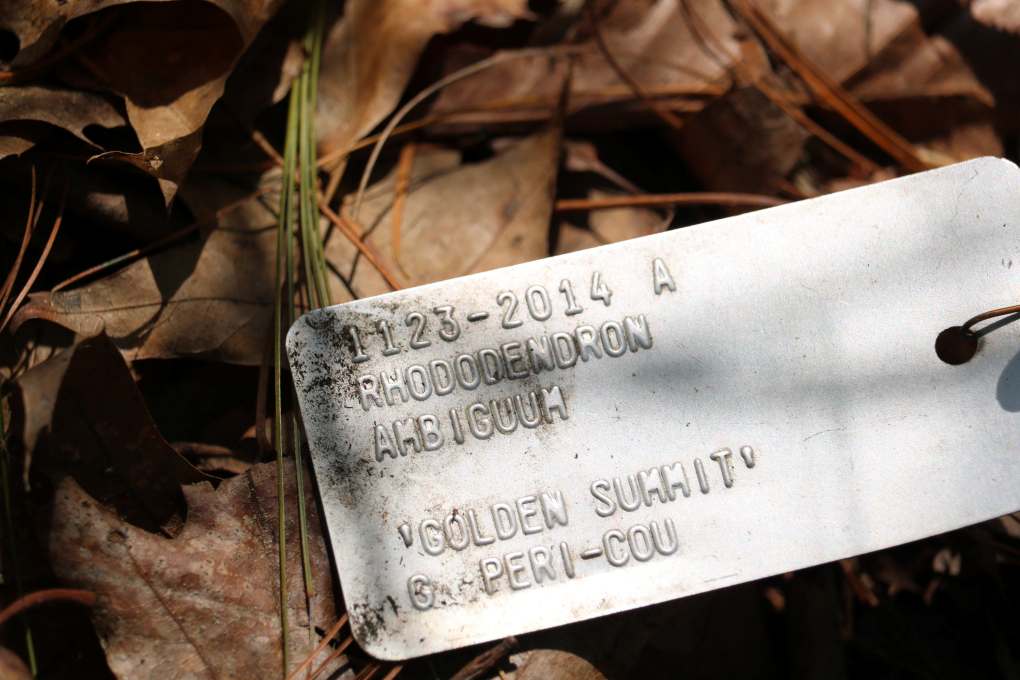 1123-2014 A
RHODODENDRON
AMBIGUUM
'GOLDEN SUMMIT'
G. PERI-COU